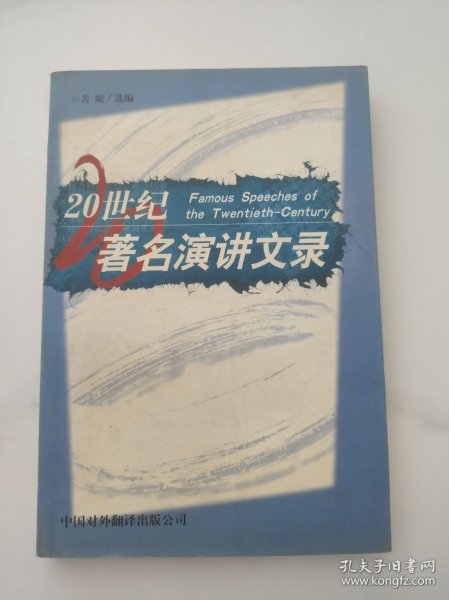 ⊙裴 妮／选编
20世纪
Famous Speeches of
the Twentieth-Century
著名演讲文录
中国对外翻译出版公司
孔夫子旧书网
www.kongfz.com